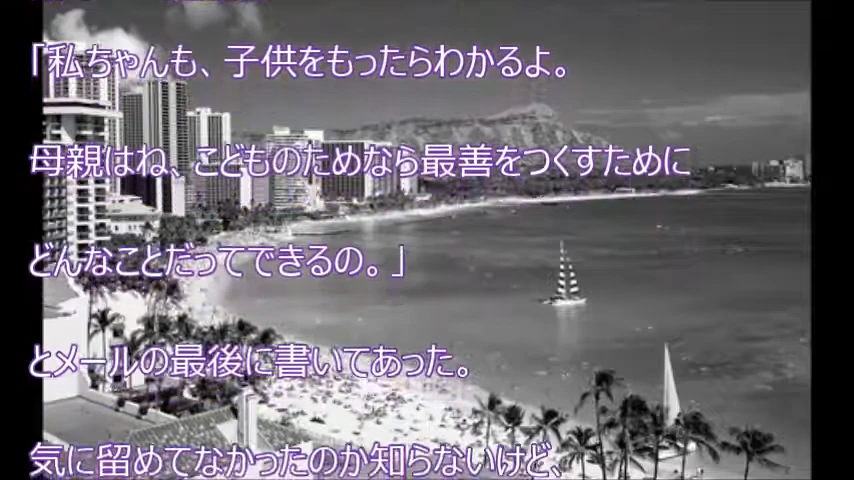 「私ちゃんも、子供をもったらわかるよ。
母親はね、こどものためなら最善をつくすために
どんなことだってできるの。」
とメールの最後に書いてあった。
気に留めてなかったのか知らないけど、